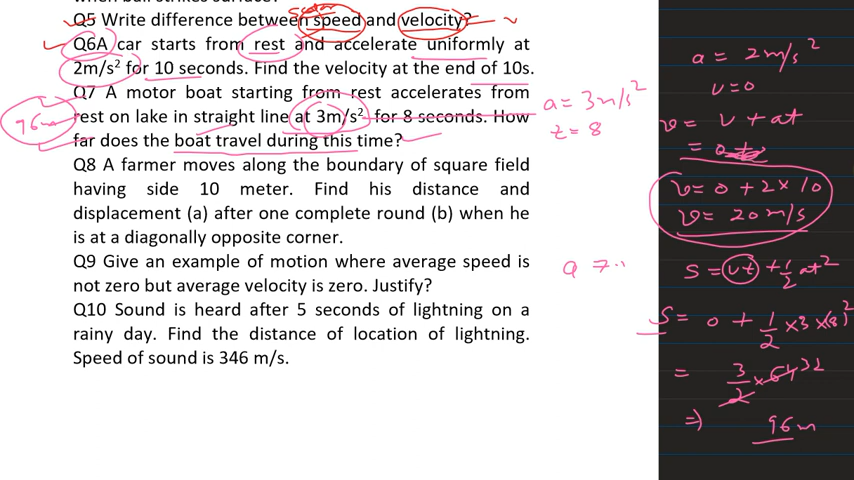 when ball strikes surface?
Scalar
Q5 Write difference between speed and velocity?
Q6A car starts from rest and accelerate uniformly at
2m/s² for 10 seconds. Find the velocity at the end of 10s.
Q7 A motor boat starting from rest accelerates from
rest on lake in straight line at 3m/s² for 8 seconds. How
far does the boat travel during this time?
96m
a = 3m/s²
t = 8
Q8 A farmer moves along the boundary of square field
having side 10 meter. Find his distance and
displacement (a) after one complete round (b) when he
is at a diagonally opposite corner.
Q9 Give an example of motion where average speed is
not zero but average velocity is zero. Justify?
Q10 Sound is heard after 5 seconds of lightning on a
rainy day. Find the distance of location of lightning.
Speed of sound is 346 m/s.
a = 2m/s²
u=0
v = u + at
v= 0 + 2 × 10
v= 20m/s
S = ut + 1/2 at²
S = 0 + 1/2 ×3 ×(8)²
= 3/2 × 64 32
⇒ 96m